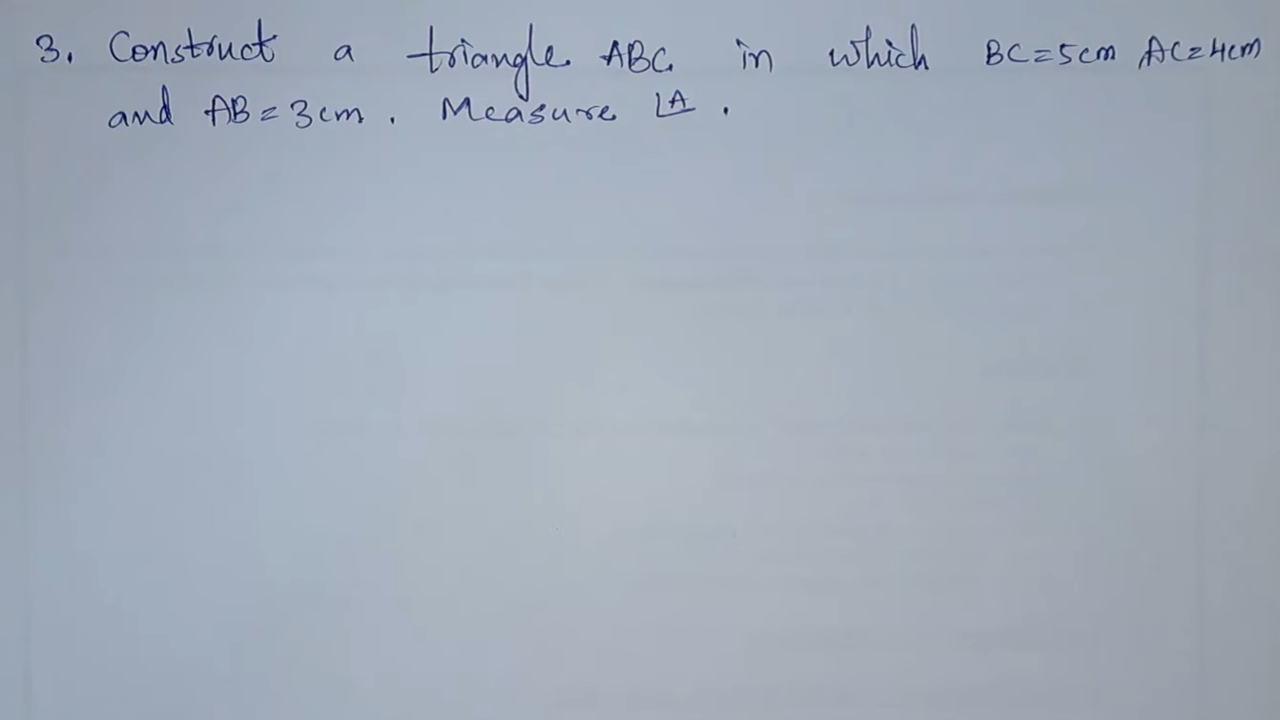 3. Construct a triangle ABC in which BC=5cm AC=4cm
and AB=3cm. Measure ∠A.